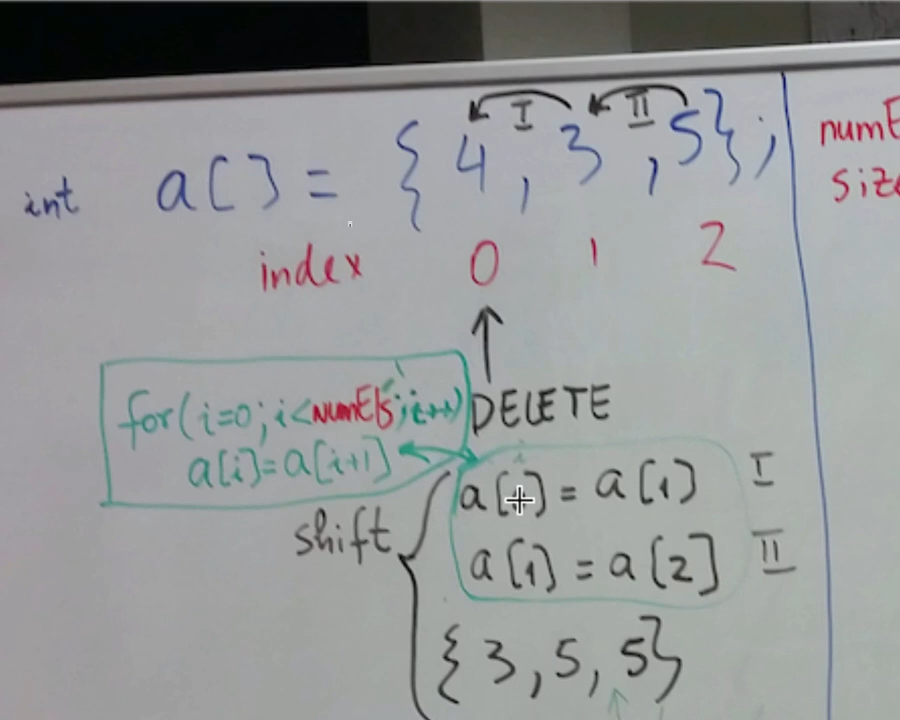 int a[] = {4, 3, 5};
I II
index 0 1 2
numE
size
DELETE
for(i=0; i<numEls; i++)
a[i]=a[i+1]
shift
a[ ] = a[1] I
a[1] = a[2] II
{3, 5, 5}